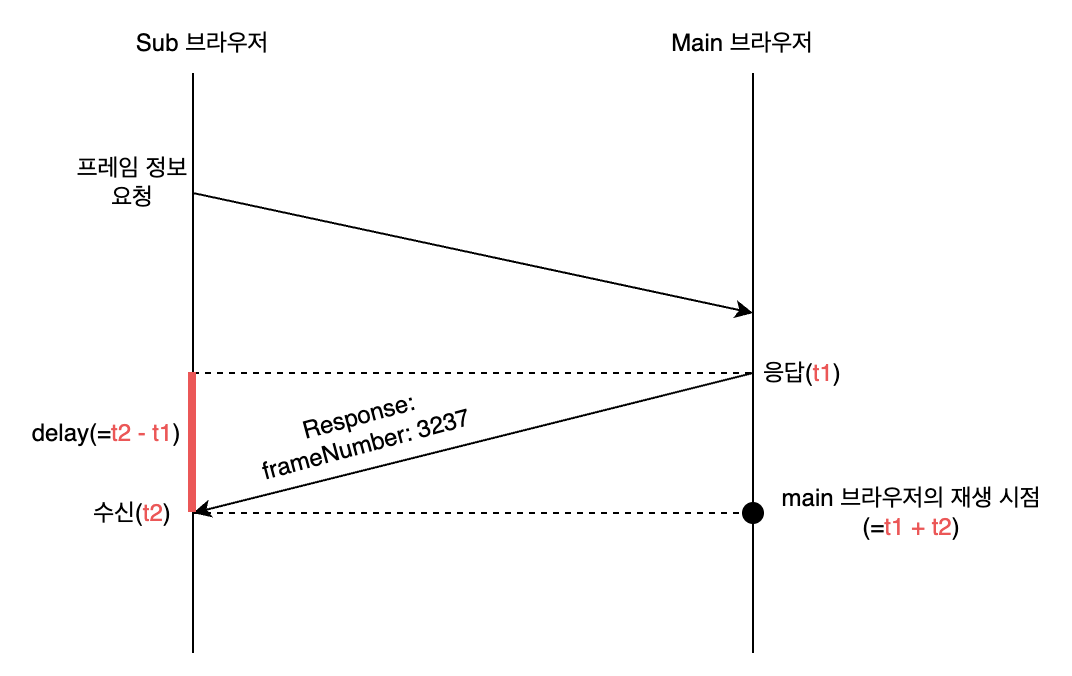 Sub 브라우저
Main 브라우저
프레임 정보
요청
응답(t1)
Response:
frameNumber: 3237
delay(=t2 - t1)
수신(t2)
main 브라우저의 재생 시점
(=t1 + t2)